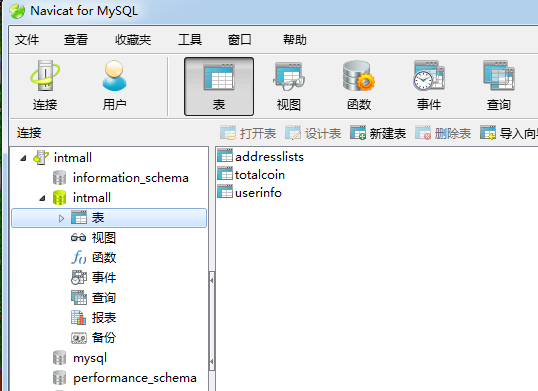 Navicat for MySQL
文件 查看 收藏夹 工具 窗口 帮助
连接 用户 表 视图 函数 事件 查询
连接 打开表 设计表 新建表 删除表 导入向
intmall
information_schema
intmall
表
视图
函数
事件
查询
报表
备份
mysql
performance_schema
addresslists
totalcoin
userinfo